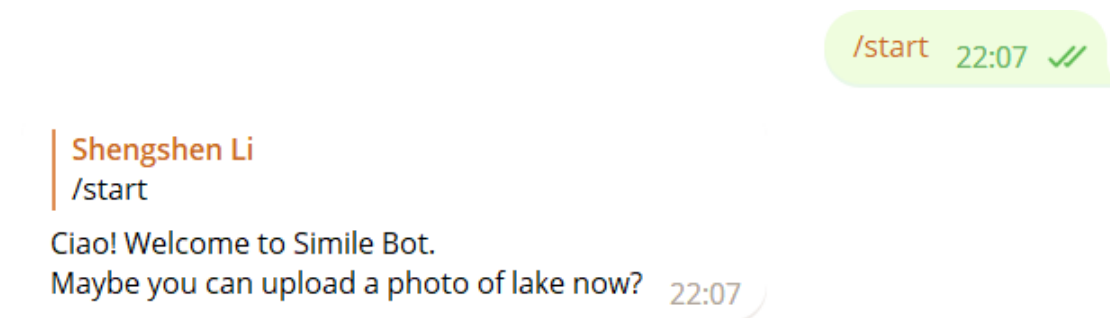 /start 22:07
Shengshen Li
/start
Ciao! Welcome to Simile Bot.
Maybe you can upload a photo of lake now? 22:07